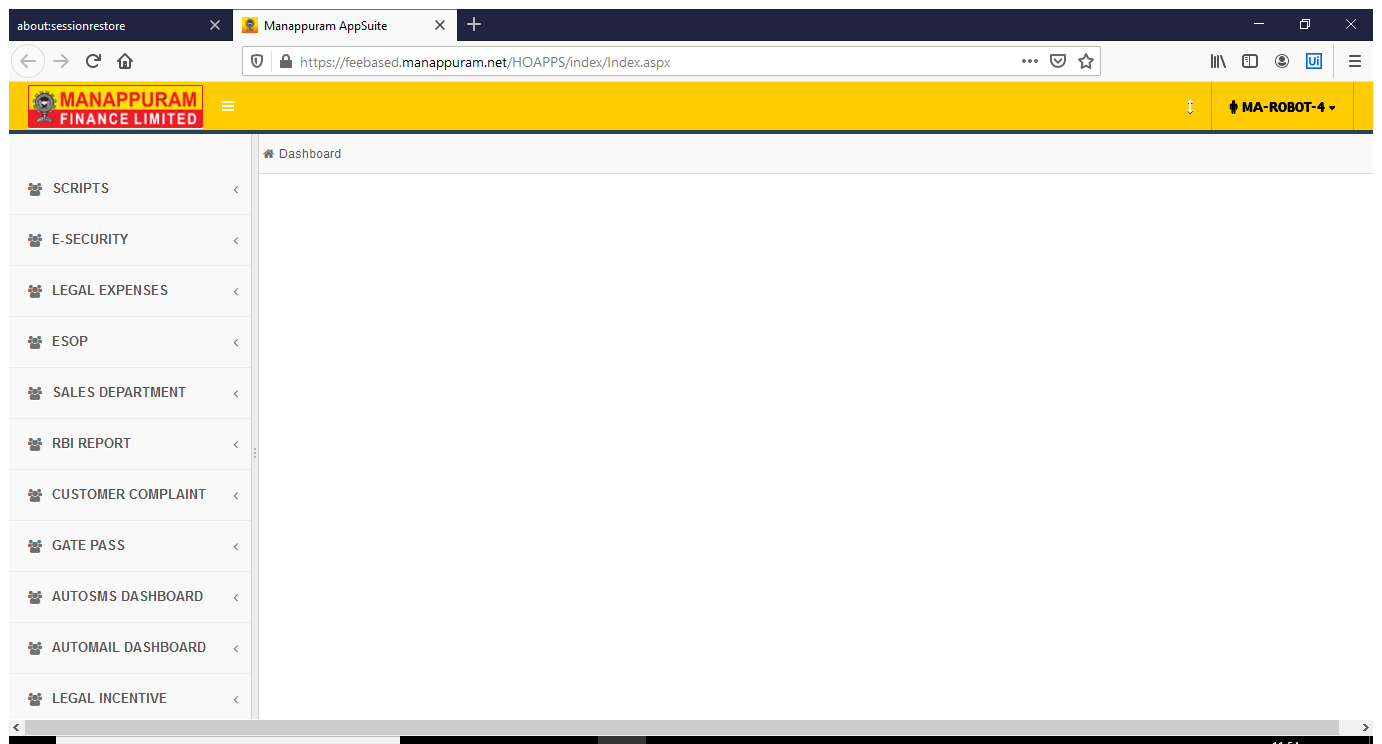 about:sessionrestore
Manappuram AppSuite
https://feebased.manappuram.net/HOAPPS/index/Index.aspx
Ui
MANAPPURAM
FINANCE LIMITED
MA-ROBOT-4
Dashboard
SCRIPTS
E-SECURITY
LEGAL EXPENSES
ESOP
SALES DEPARTMENT
RBI REPORT
CUSTOMER COMPLAINT
GATE PASS
AUTOSMS DASHBOARD
AUTOMAIL DASHBOARD
LEGAL INCENTIVE